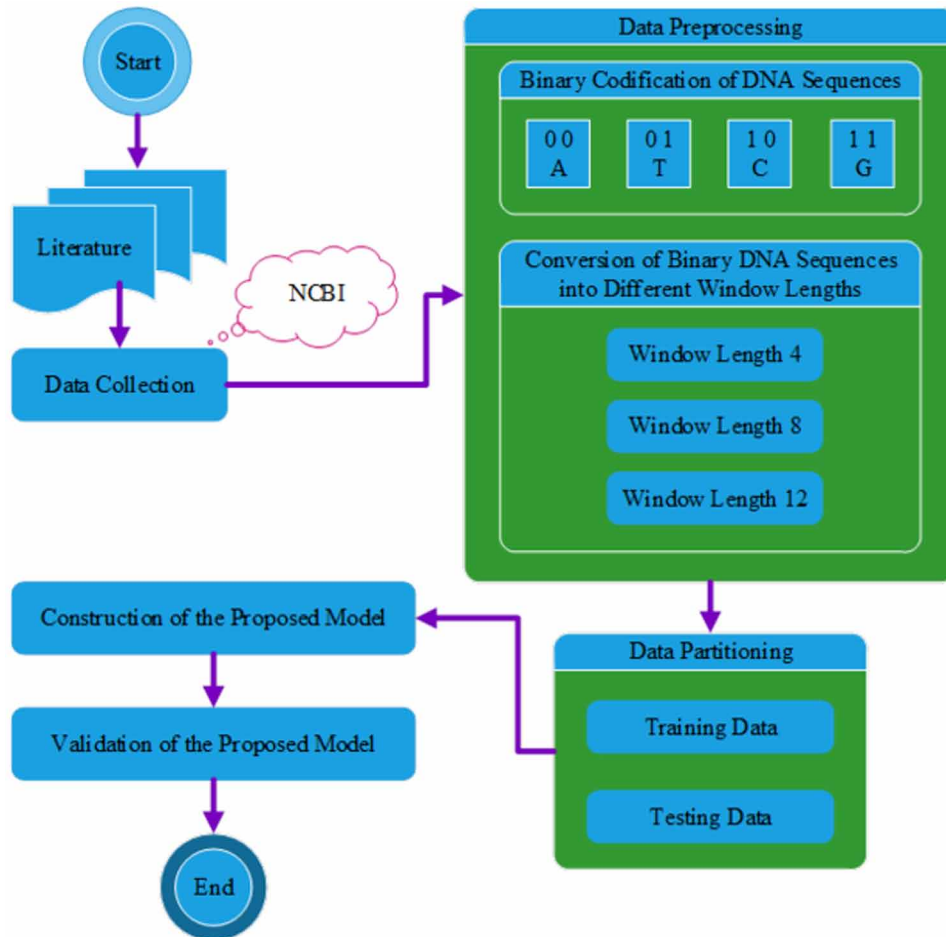 Start
Literature
NCBI
Data Collection
Data Preprocessing
Binary Codification of DNA Sequences
0 0
A
0 1
T
1 0
C
1 1
G
Conversion of Binary DNA Sequences
into Different Window Lengths
Window Length 4
Window Length 8
Window Length 12
Data Partitioning
Training Data
Testing Data
Construction of the Proposed Model
Validation of the Proposed Model
End